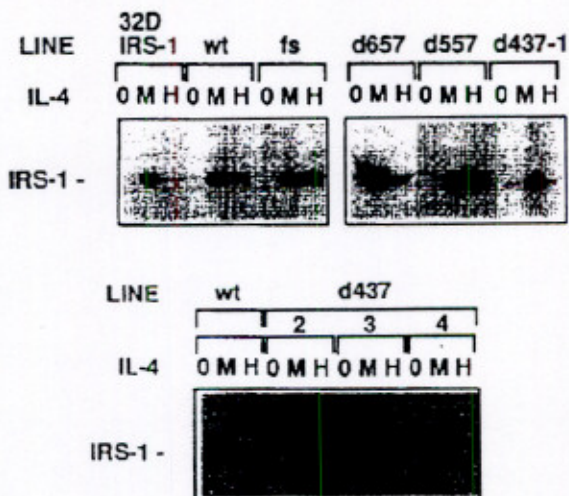 32D
LINE IRS-1 wt fs d657 d557 d437-1
IL-4 0 M H 0 M H 0 M H 0 M H 0 M H 0 M H
IRS-1 -
LINE wt d437
2 3 4
IL-4 0 M H 0 M H 0 M H 0 M H
IRS-1 -